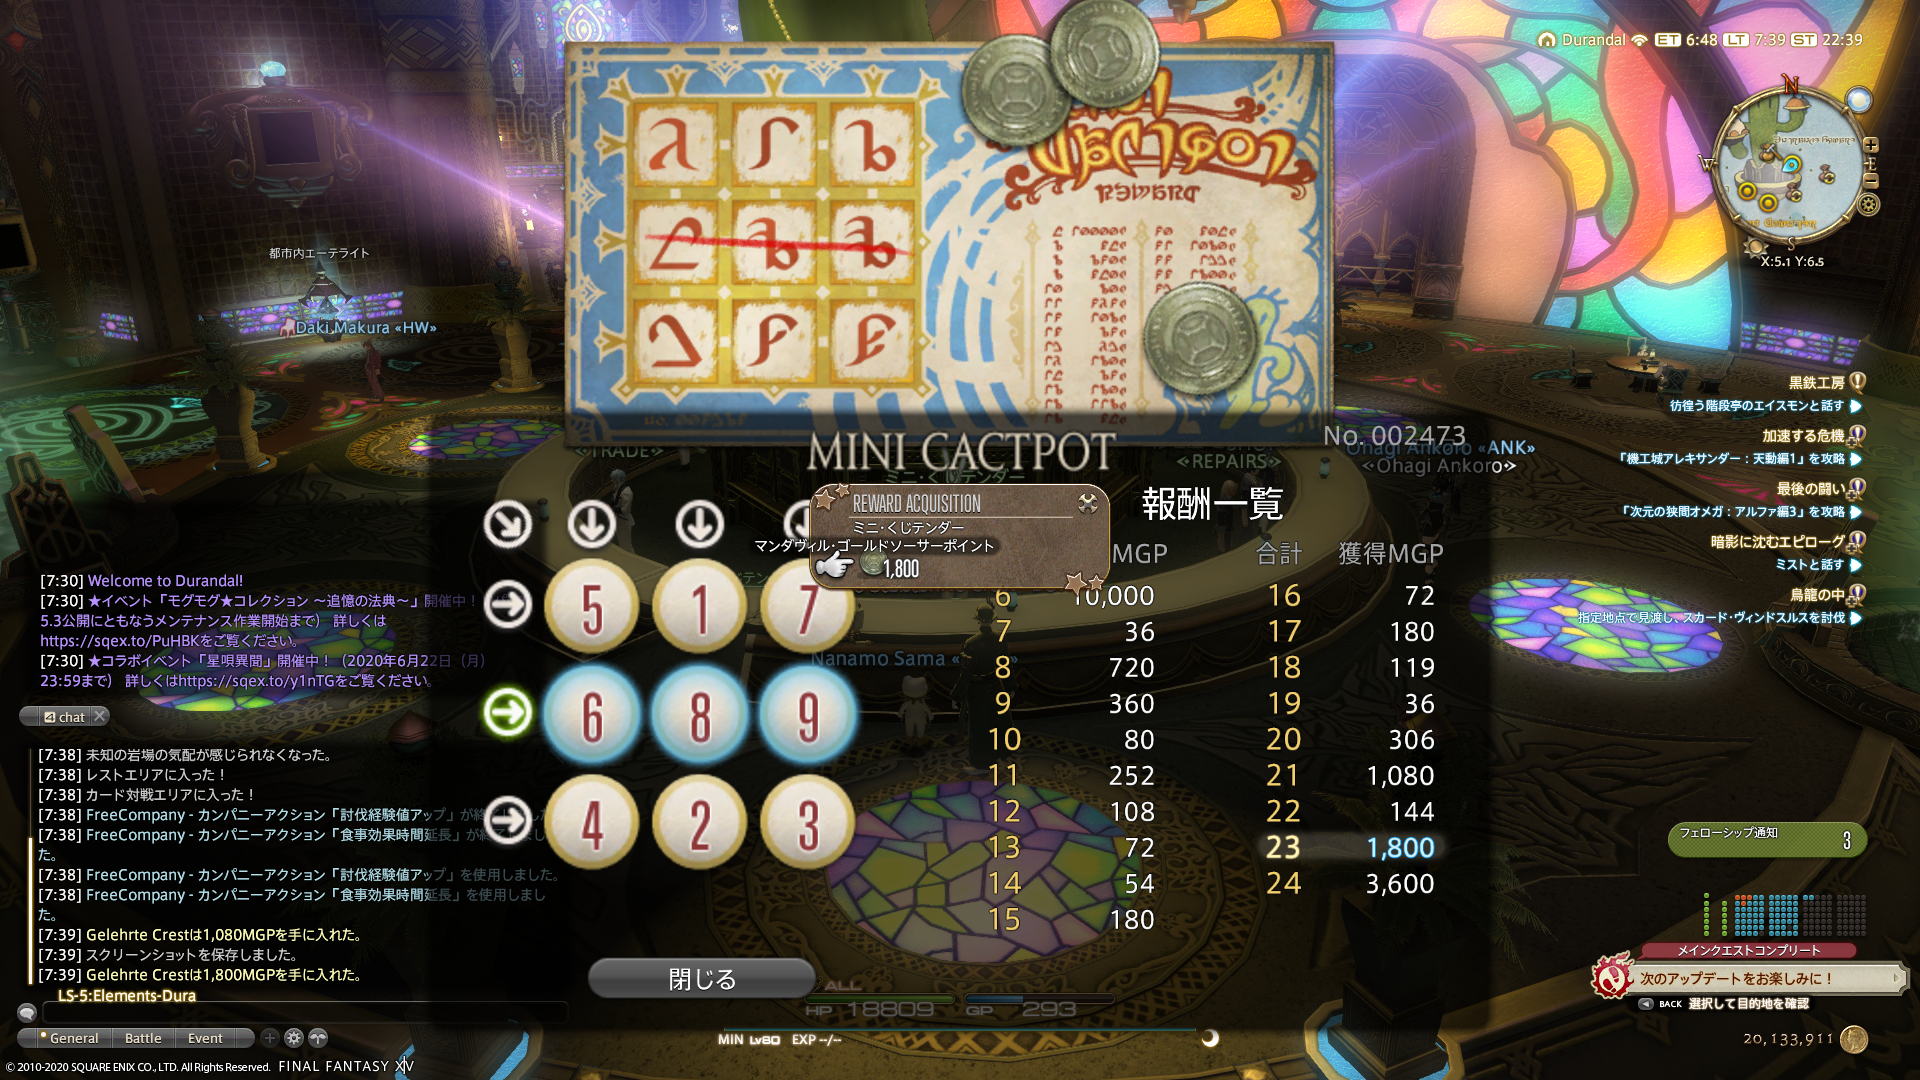 Durandal ET 6:48 LT 7:39 ST 22:39
N
W
E
S
X:5.1 Y:6.5
都市内エーテライト
Daki Makura «HW»
MINI CACTPOT
No. 002473
Ohagi Ankoro «ANK»
«Ohagi Ankoro»
«TRADE»
«REPAIRS»
ミニ・くじテンダー
REWARD ACQUISITION
ミニ・くじテンダー
マンダヴィル・ゴールドソーサーポイント
1,800
報酬一覧
MGP 合計 獲得MGP
6 10,000 16 72
7 36 17 180
8 720 18 119
9 360 19 36
10 80 20 306
11 252 21 1,080
12 108 22 144
13 72 23 1,800
14 54 24 3,600
15 180
5 1 7
6 8 9
4 2 3
Nanamo Sama «
閉じる
黒鉄工房
彷徨う階段亭のエイスモンと話す
加速する危機
「機工城アレキサンダー：天動編1」を攻略
最後の闘い
「次元の狭間オメガ：アルファ編3」を攻略
暗影に沈むエピローグ
ミストと話す
鳥籠の中
指定地点で見渡し、スカード・ヴィンドスルスを討伐
[7:30] Welcome to Durandal!
[7:30] ★イベント「モグモグ★コレクション ～追憶の法典～」開催中！
5.3公開にともなうメンテナンス作業開始まで) 詳しくは
https://sqex.to/PuHBKをご覧ください。
[7:30] ★コラボイベント「星唄異聞」開催中！ (2020年6月22日（月）
23:59まで) 詳しくはhttps://sqex.to/y1nTGをご覧ください。
4 chat
[7:38] 未知の岩場の気配が感じられなくなった。
[7:38] レストエリアに入った！
[7:38] カード対戦エリアに入った！
[7:38] FreeCompany - カンパニーアクション「討伐経験値アップ」が終了しました。
[7:38] FreeCompany - カンパニーアクション「食事効果時間延長」が終了しまし
た。
[7:38] FreeCompany - カンパニーアクション「討伐経験値アップ」を使用しました。
[7:38] FreeCompany - カンパニーアクション「食事効果時間延長」を使用しまし
た。
[7:39] Gelehrte Crestは1,080MGPを手に入れた。
[7:39] スクリーンショットを保存しました。
[7:39] Gelehrte Crestは1,800MGPを手に入れた。
LS-5:Elements-Dura
General Battle Event
ALL
HP 18809 GP 293
MIN Lv80 EXP --/--
フェローシップ通知 3
メインクエストコンプリート
次のアップデートをお楽しみに！
BACK 選択して目的地を確認
20,133,911
© 2010-2020 SQUARE ENIX CO., LTD. All Rights Reserved. FINAL FANTASY XIV